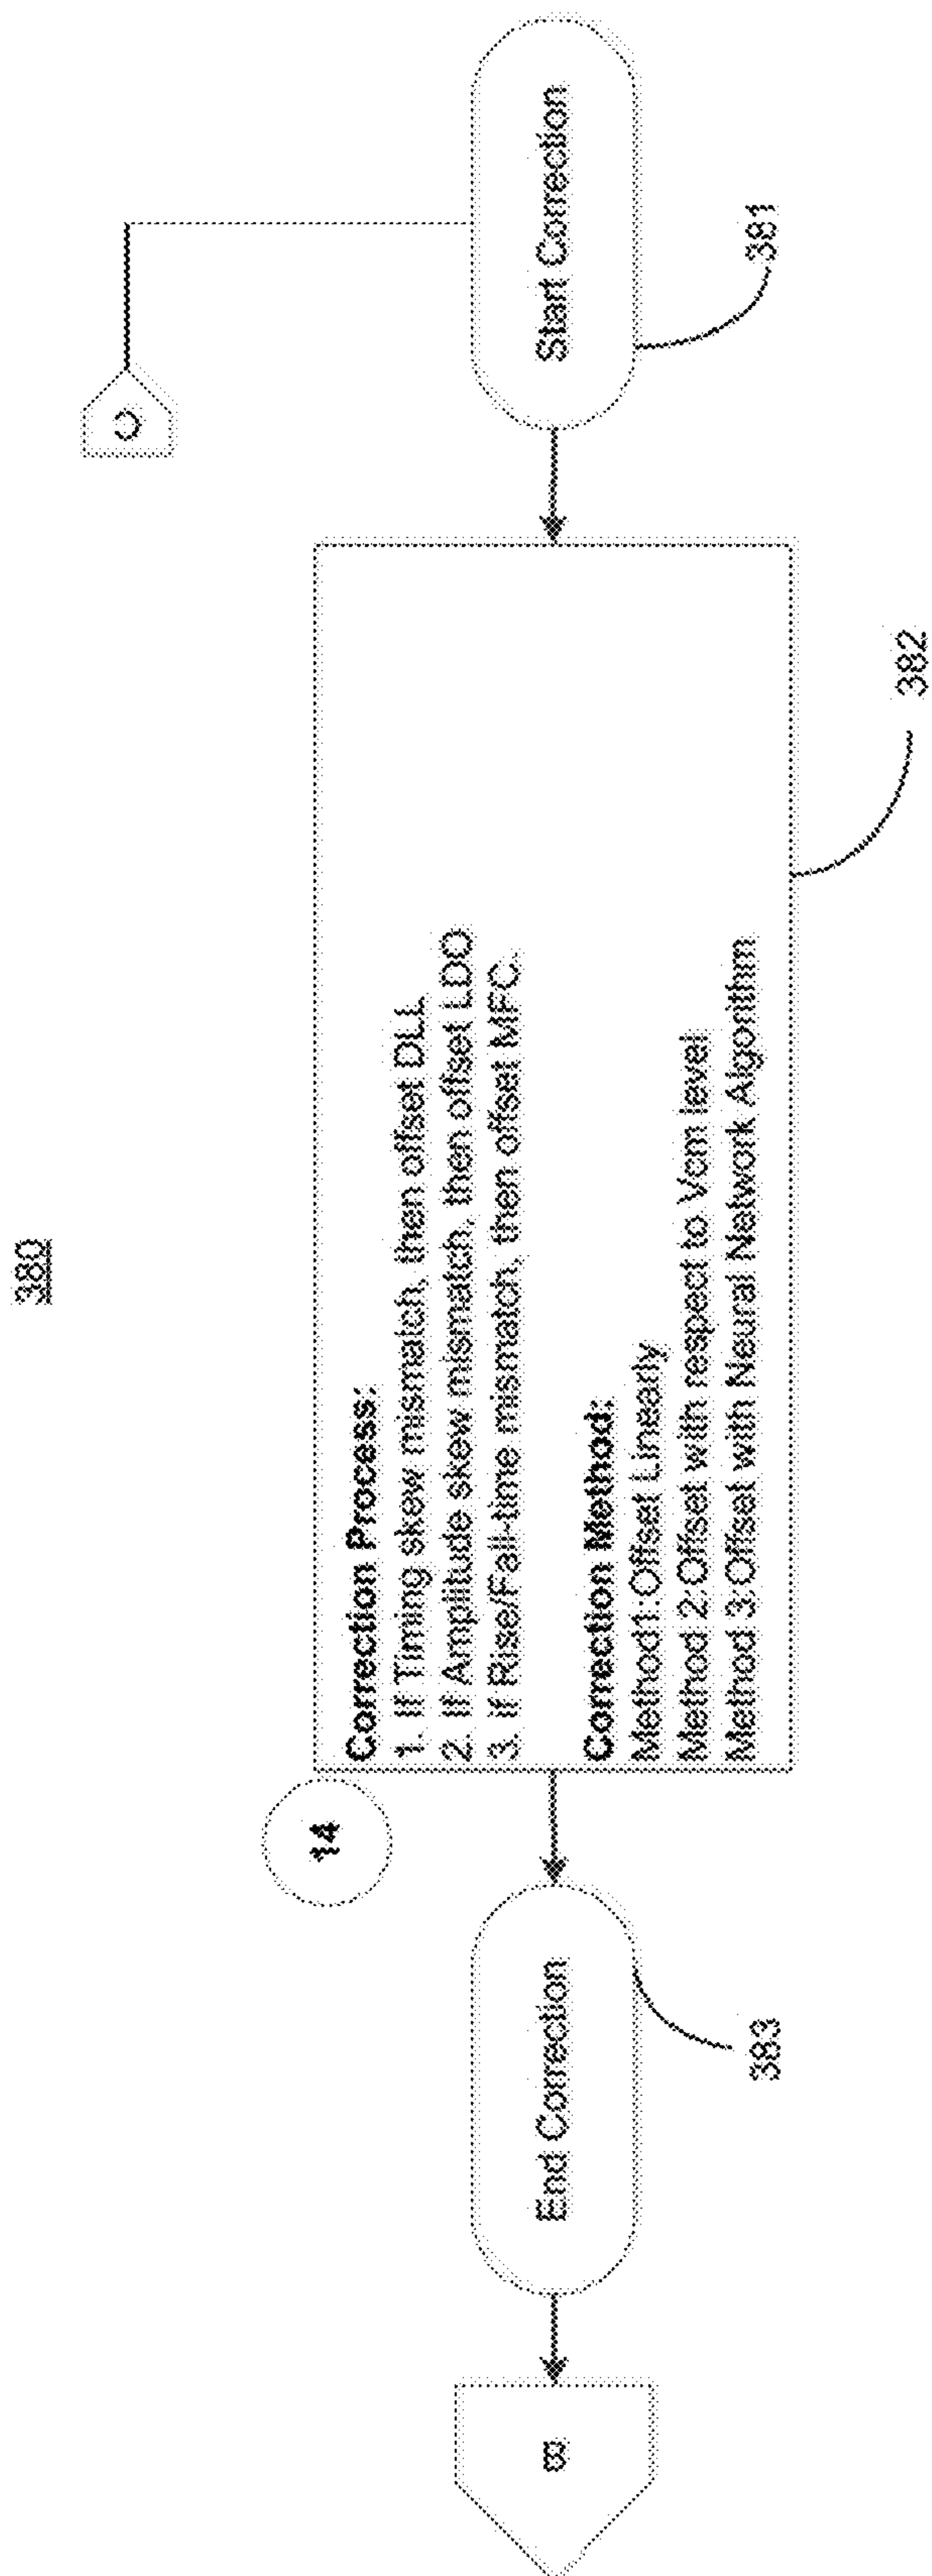 380
C
Start Correction
381
Correction Process:
1. If Timing skew mismatch, then offset DLL
2. If Amplitude skew mismatch, then offset LDO
3. If Rise/Fall-time mismatch, then offset MFC.
Correction Method:
Method1:Offset Linearly
Method 2:Offset with respect to Vcm level
Method 3:Offset with Neural Network Algorithm
382
14
End Correction
383
B